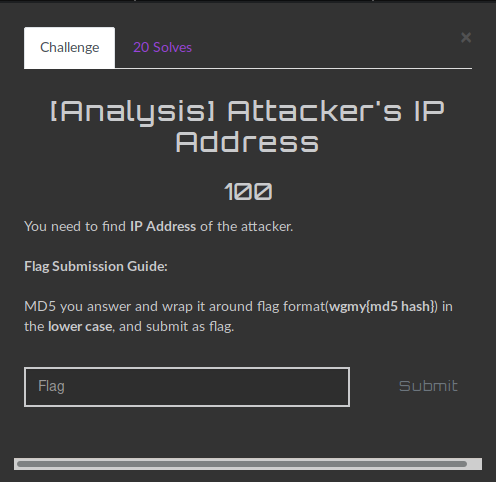 Challenge
20 Solves
×
[Analysis] Attacker's IP
Address
100
You need to find IP Address of the attacker.
Flag Submission Guide:
MD5 you answer and wrap it around flag format(wgmy{md5 hash}) in
the lower case, and submit as flag.
Flag
Submit